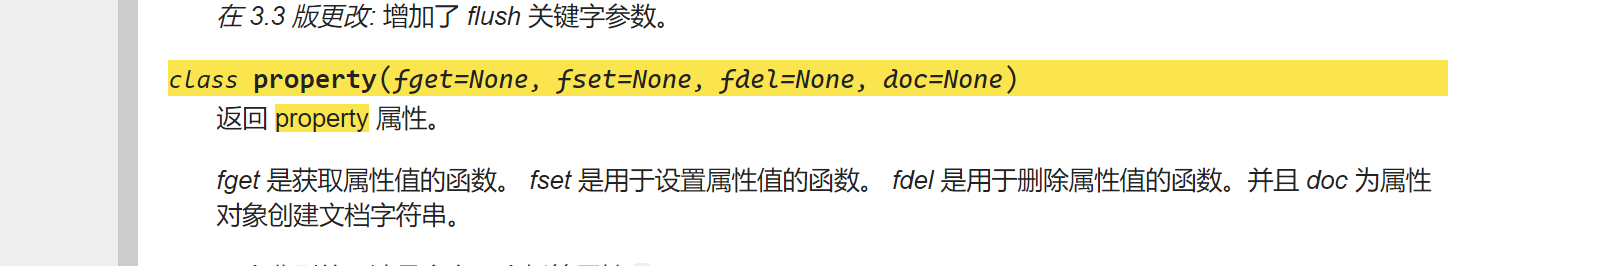 在 3.3 版更改: 增加了 flush 关键字参数。
class property(fget=None, fset=None, fdel=None, doc=None)
返回 property 属性。
fget 是获取属性值的函数。 fset 是用于设置属性值的函数。 fdel 是用于删除属性值的函数。并且 doc 为属性
对象创建文档字符串。